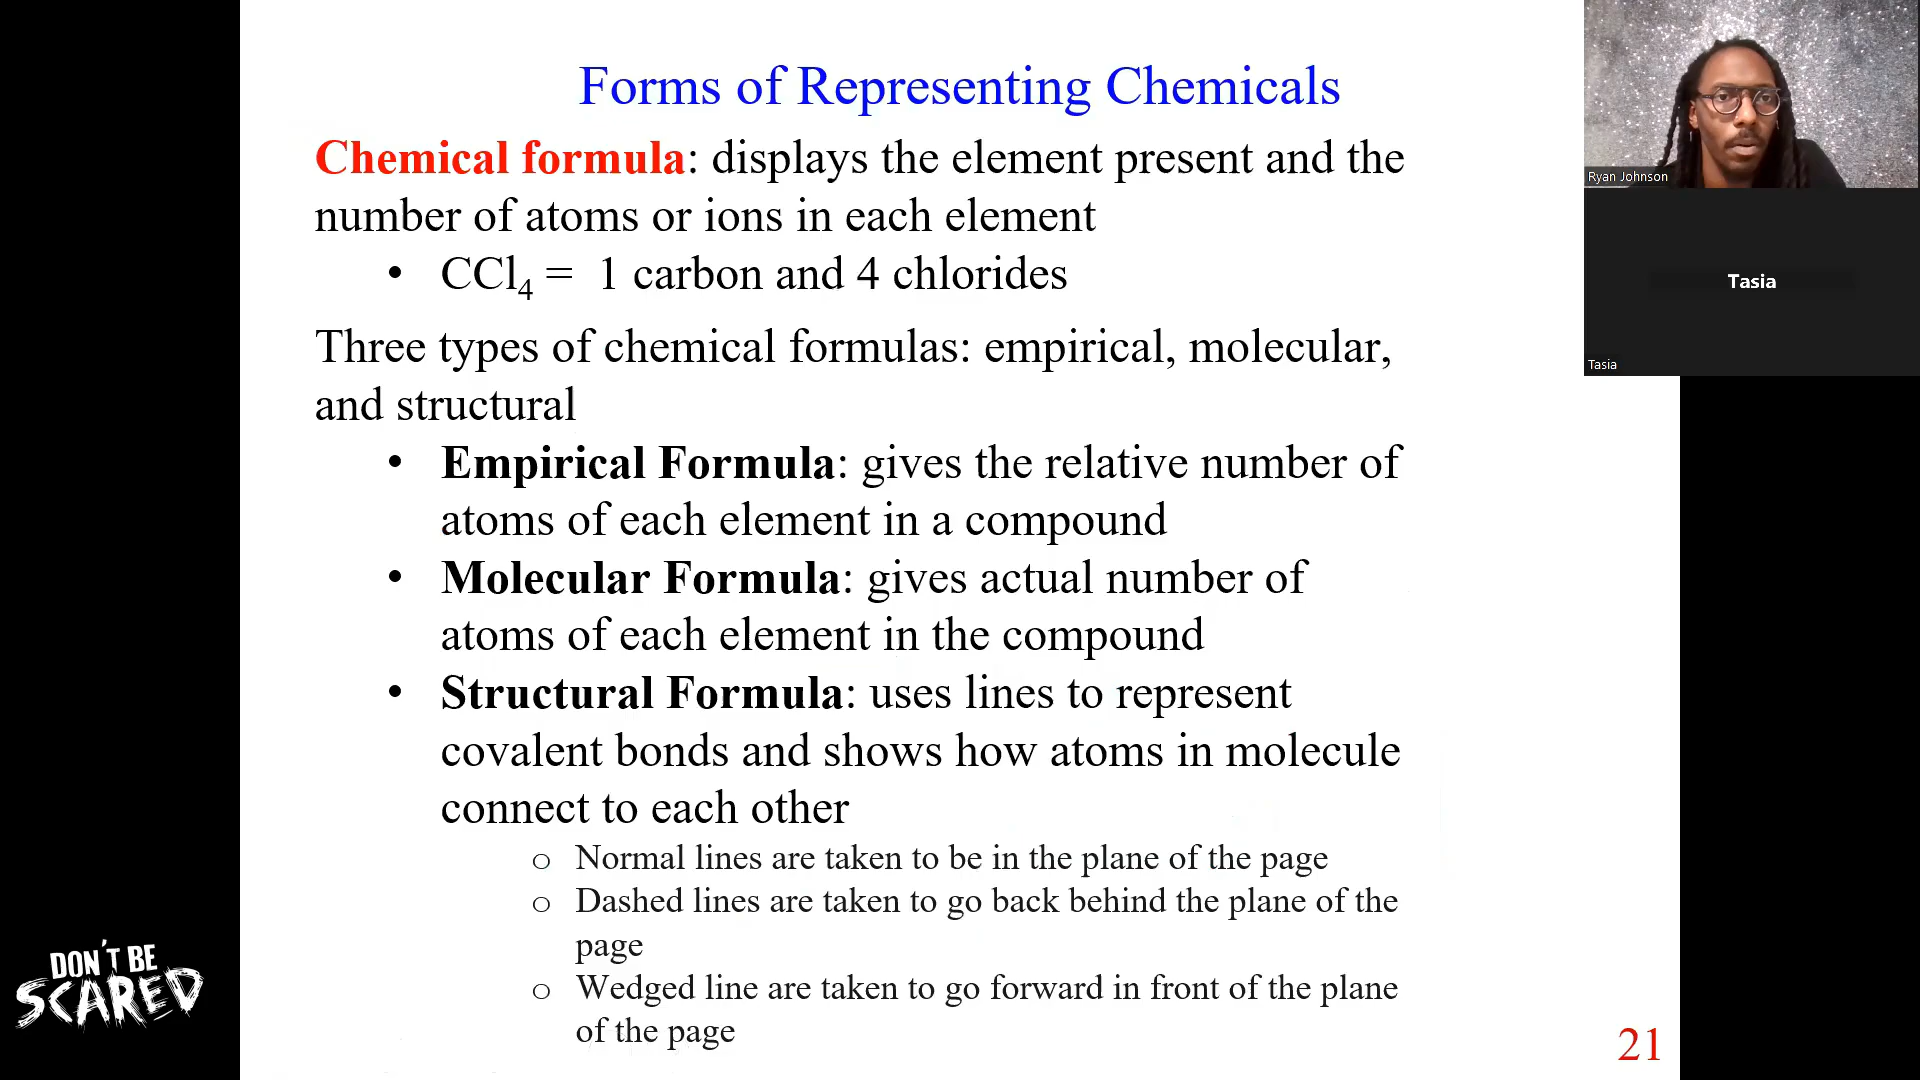 Forms of Representing Chemicals
Chemical formula: displays the element present and the
number of atoms or ions in each element
• CCl₄ = 1 carbon and 4 chlorides
Three types of chemical formulas: empirical, molecular,
and structural
• Empirical Formula: gives the relative number of
atoms of each element in a compound
• Molecular Formula: gives actual number of
atoms of each element in the compound
• Structural Formula: uses lines to represent
covalent bonds and shows how atoms in molecule
connect to each other
o Normal lines are taken to be in the plane of the page
o Dashed lines are taken to go back behind the plane of the
page
o Wedged line are taken to go forward in front of the plane
of the page
21
Ryan Johnson
Tasia
Tasia
DON'T BE
SCARED